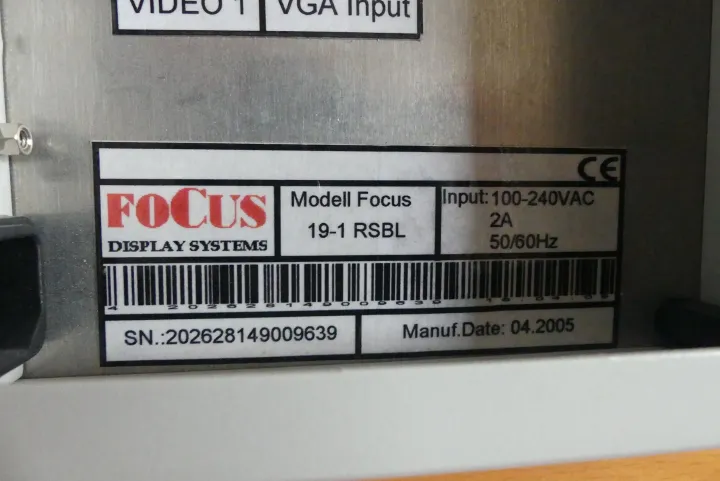 VIDEO 1
VGA Input
CE
FOCUS
DISPLAY SYSTEMS
Modell Focus
19-1 RSBL
Input: 100-240VAC
2A
50/60Hz
SN.:202628149009639
Manuf.Date: 04.2005